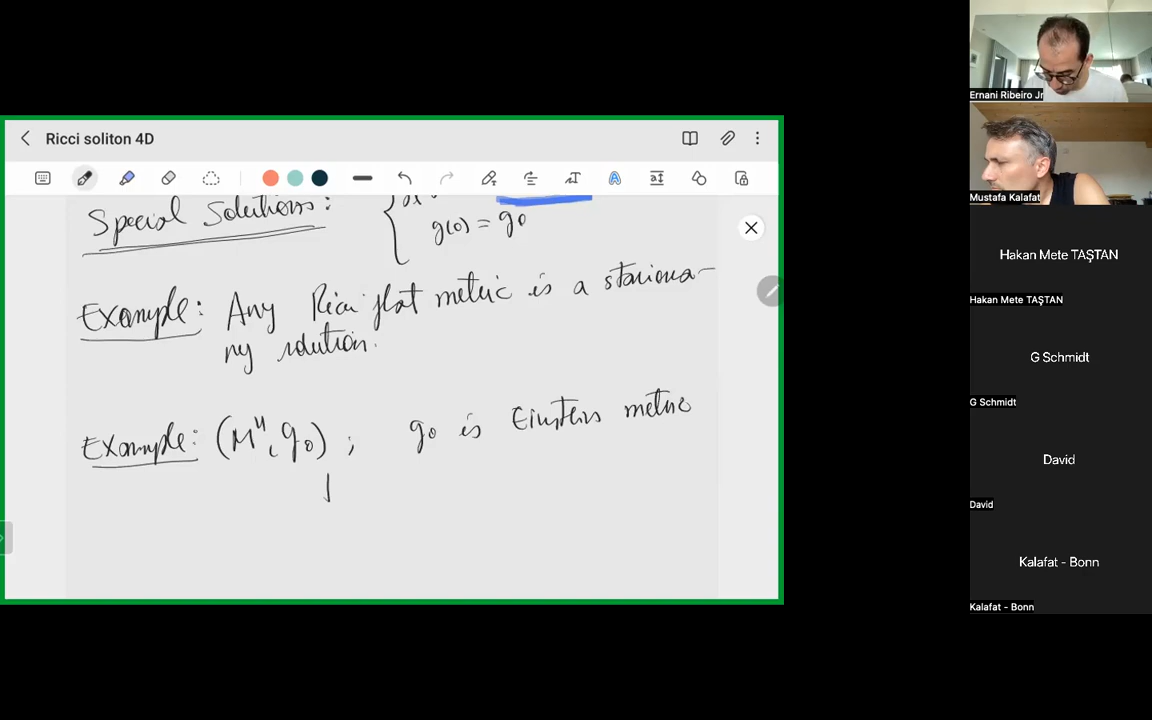 Ricci soliton 4D
Special Solutions:
g(0) = g0
Example: Any Ricci flat metric is a stationa-
ry solution.
Example: (M⁴, g0) ; g0 is Einstein metric
Ernani Ribeiro Jr
Mustafa Kalafat
Hakan Mete TAŞTAN
Hakan Mete TAŞTAN
G Schmidt
G Schmidt
David
David
Kalafat - Bonn
Kalafat - Bonn